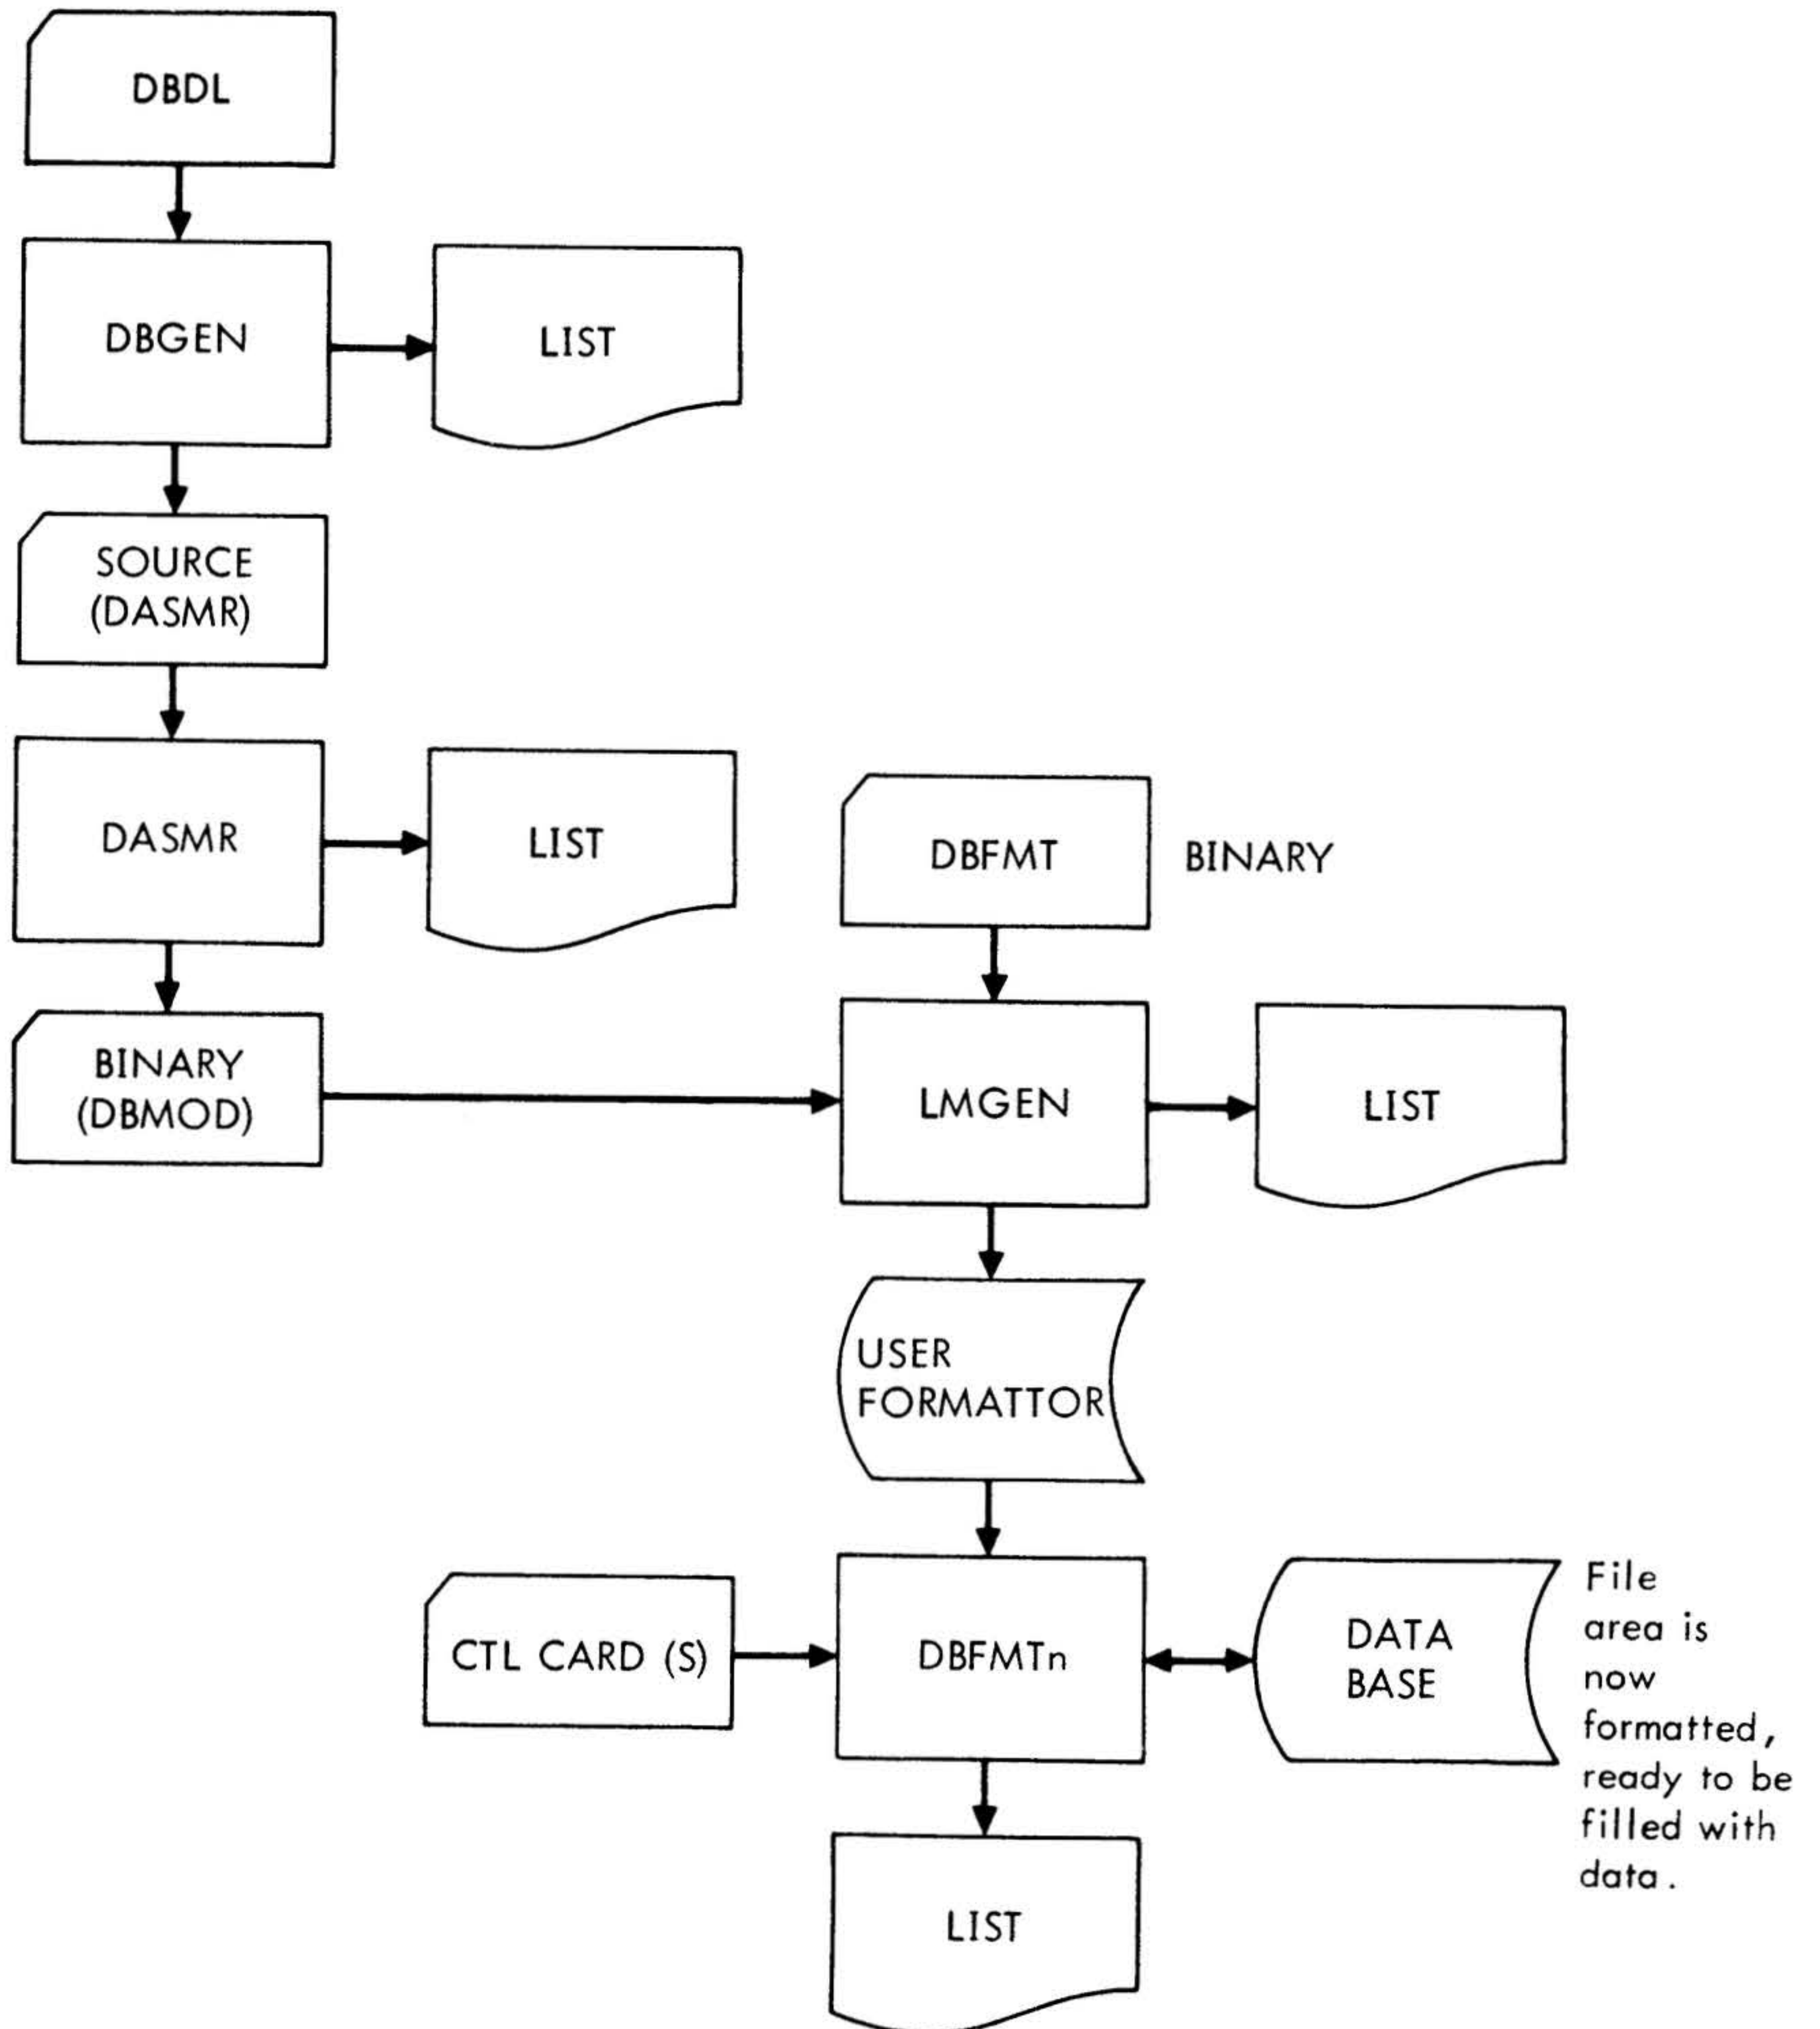 DBDL
DBGEN
LIST
SOURCE
(DASMR)
DASMR
LIST
DBFMT
BINARY
BINARY
(DBMOD)
LMGEN
LIST
USER
FORMATTOR
CTL CARD (S)
DBFMTn
DATA
BASE
File
area is
now
formatted,
ready to be
filled with
data.
LIST